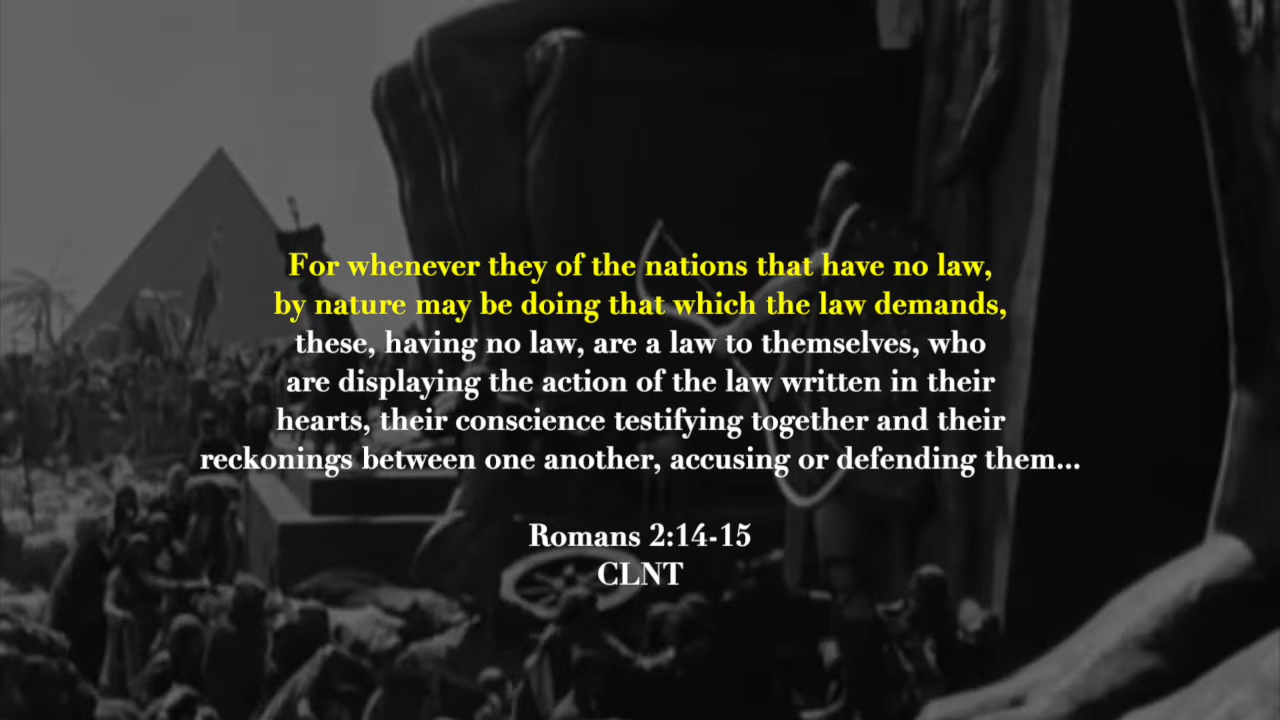 For whenever they of the nations that have no law,
by nature may be doing that which the law demands,
these, having no law, are a law to themselves, who
are displaying the action of the law written in their
hearts, their conscience testifying together and their
reckonings between one another, accusing or defending them...
Romans 2:14-15
CLNT